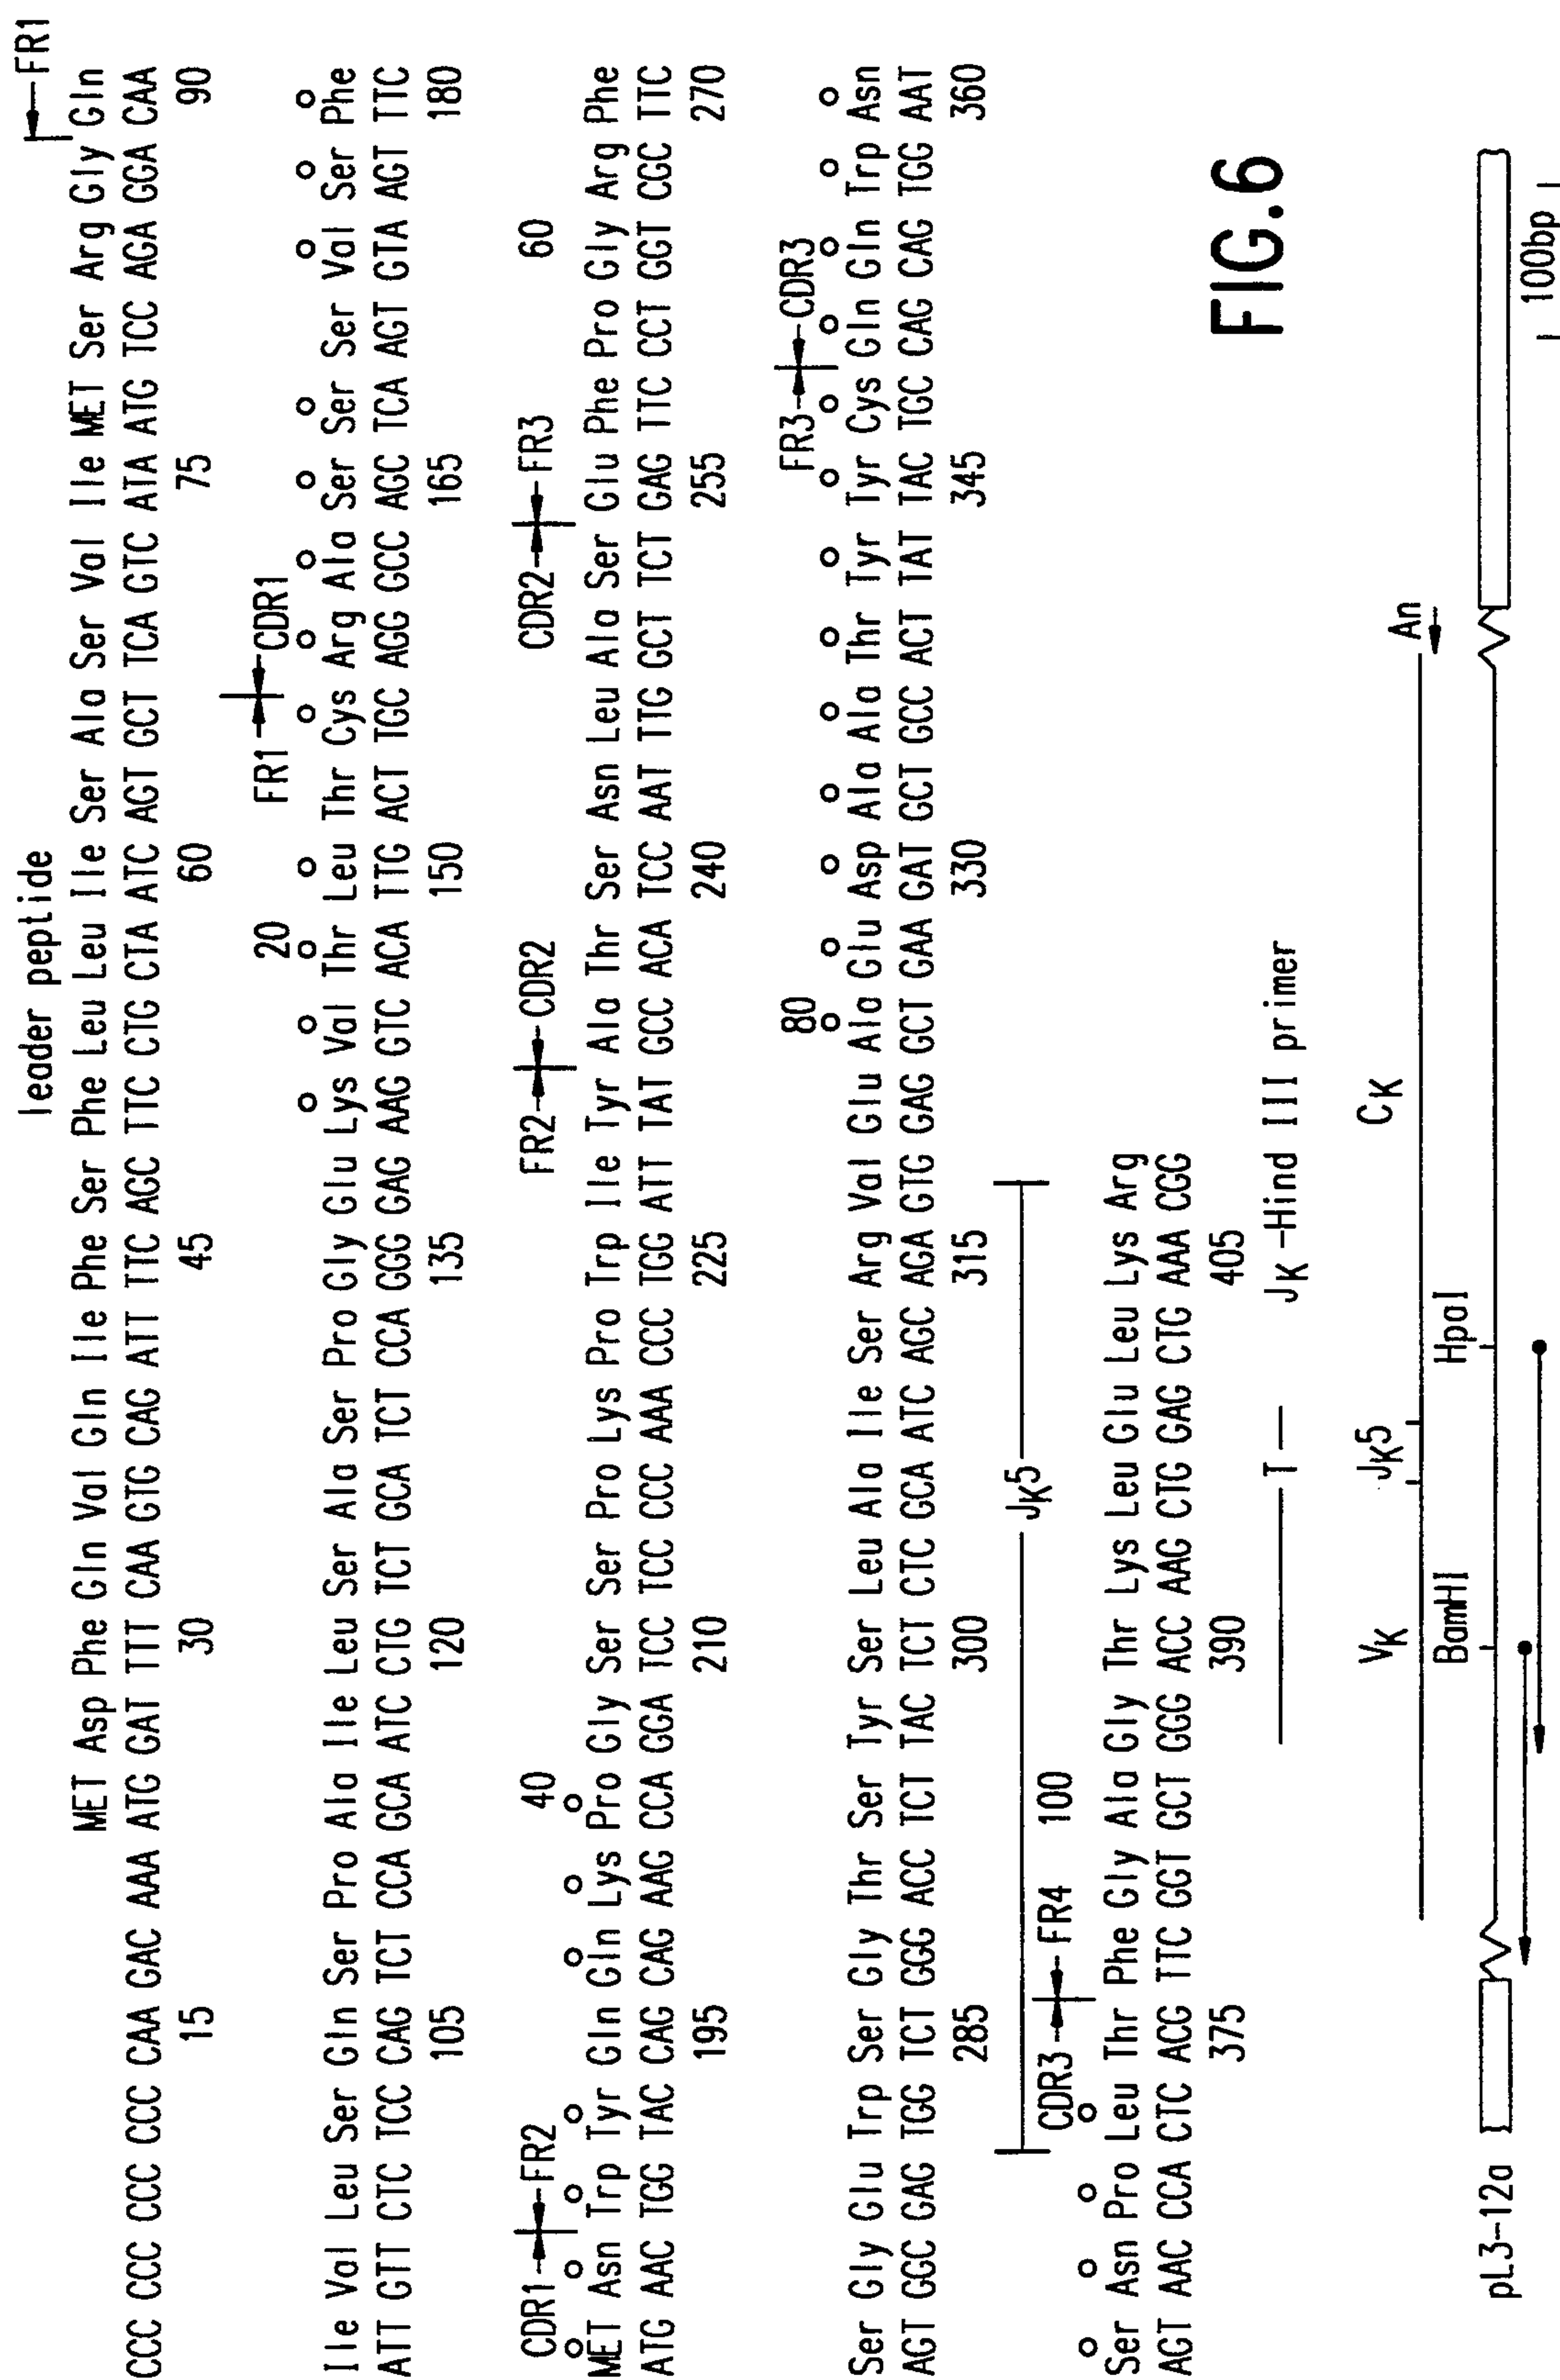 leader peptide ←FR1
MET Asp Phe Gln Val Gln Ile Phe Ser Phe Leu Leu Ile Ser Ala Ser Val Ile MET Ser Arg Gly Gln
CCC CCC CCC CCC CAA GAC AAA ATG GAT TTT CAA GTG CAG ATT TTC AGC TTC CTG CTA ATC AGT GCT TCA GTC ATA ATG TCC AGA GGA CAA
15 30 45 60 75 90
20 FR1 CDR1
Ile Val Leu Ser Gln Ser Pro Ala Ile Leu Ser Ala Ser Pro Gly Glu Lys Val Thr Leu Thr Cys Arg Ala Ser Ser Ser Val Ser Phe
ATT GTT CTC TCC CAG TCT CCA GCA ATC CTG TCT GCA TCT CCA GGG GAG AAG GTC ACA TTG ACT TGC AGG GCC AGC TCA AGT GTA AGT TTC
105 120 135 150 165 180
CDR1 FR2 40 FR2 CDR2 CDR2 FR3 60
MET Asn Trp Tyr Gln Gln Lys Pro Gly Ser Ser Pro Lys Pro Trp Ile Tyr Ala Thr Ser Asn Leu Ala Ser Glu Phe Pro Gly Arg Phe
ATG AAC TGG TAC CAG CAG AAG CCA GGA TCC TCC CCC AAA CCC TGG ATT TAT GCC ACA TCC AAT TTG GCT TCT GAG TTC CCT GGT CGC TTC
195 210 225 240 255 270
80 FR3 CDR3
Ser Gly Glu Trp Ser Gly Thr Ser Tyr Ser Leu Ala Ile Ser Arg Val Glu Ala Glu Asp Ala Ala Thr Tyr Tyr Cys Gln Gln Trp Asn
AGT GGC GAG TGG TCT GGG ACC TCT TAC TCT CTC GCA ATC AGC AGA GTG GAG GCT GAA GAT GCT GCC ACT TAT TAC TGC CAG CAG TGG AAT
285 300 315 330 345 360
JK5
CDR3 FR4 100
Ser Asn Pro Leu Thr Phe Gly Ala Gly Thr Lys Leu Glu Leu Lys Arg
AGT AAC CCA CTC ACG TTC GGT GCT GGG ACC AAG CTG GAG CTG AAA CGG
375 390 405
T JK -Hind III primer
VK JK5 CK
BamHI HpaI An
pL3-12a
100bp
FIG.6